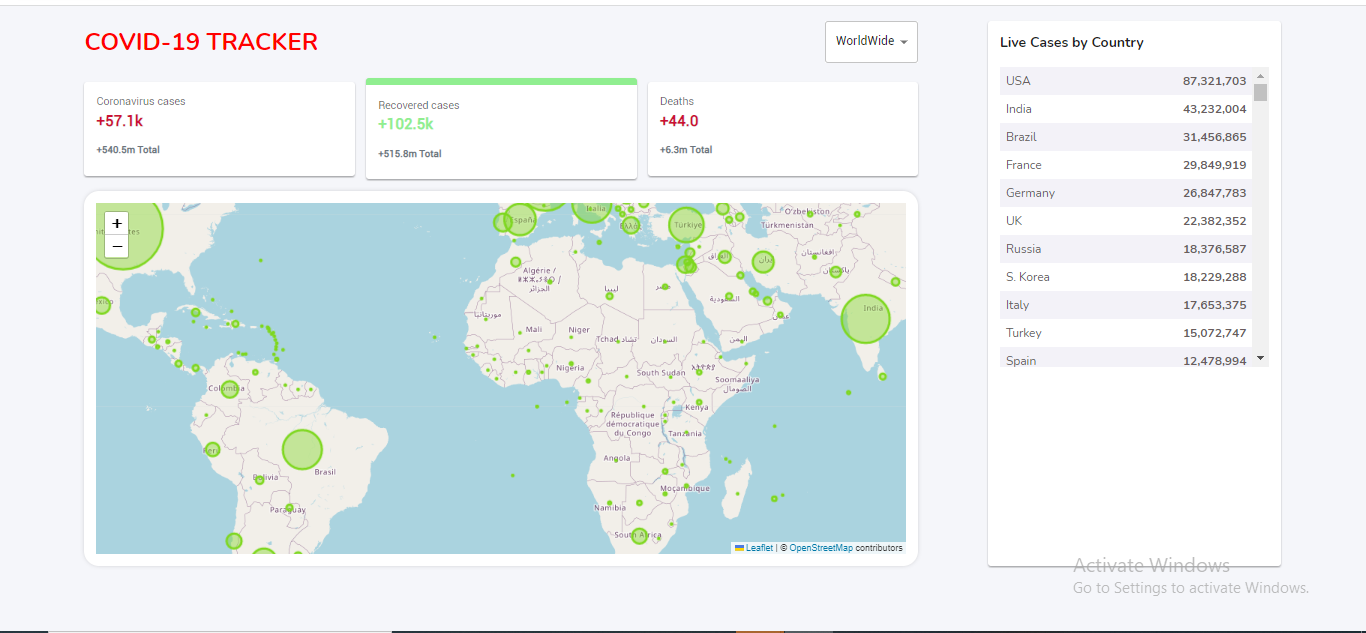 COVID-19 TRACKER
WorldWide
Coronavirus cases
+57.1k
+540.5m Total
Recovered cases
+102.5k
+515.8m Total
Deaths
+44.0
+6.3m Total
+
−
España
Italia
Ελλάς
Türkiye
O'zbekiston
Türkmenistan
افغانستان
پاکستان
ایران
العراق
Algérie /
الجزائر
ليبيا
مصر
السعودية
عمان
India
موريتانيا
Mali
Niger
Tchad تشاد
السودان
اليمن
Nigeria
South Sudan
Soomaaliya
الصومال
Colombia
Kenya
République
démocratique
du Congo
Tanzania
Perú
Brasil
Angola
Bolivia
Moçambique
Paraguay
Namibia
South Africa
Leaflet | © OpenStreetMap contributors
Live Cases by Country
USA 87,321,703
India 43,232,004
Brazil 31,456,865
France 29,849,919
Germany 26,847,783
UK 22,382,352
Russia 18,376,587
S. Korea 18,229,288
Italy 17,653,375
Turkey 15,072,747
Spain 12,478,994
Activate Windows
Go to Settings to activate Windows.